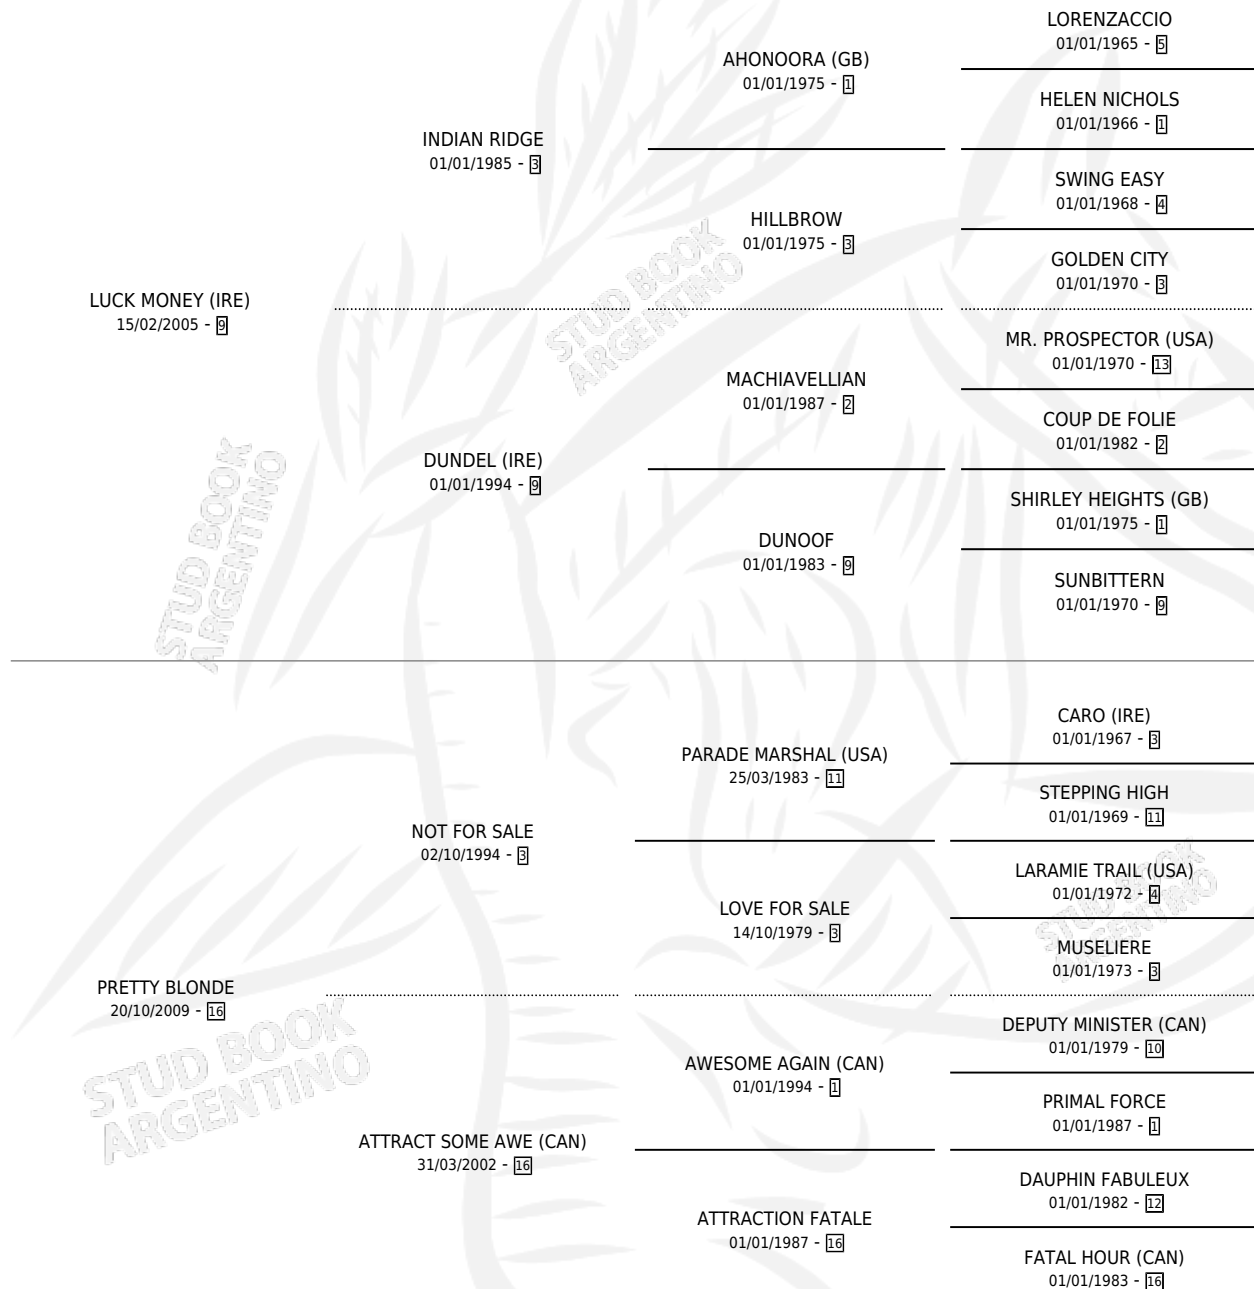 LORENZACCIO
01/01/1965 - 5
AHONOORA (GB)
01/01/1975 - 1
HELEN NICHOLS
01/01/1966 - 1
INDIAN RIDGE
01/01/1985 - 3
SWING EASY
01/01/1968 - 4
HILLBROW
01/01/1975 - 3
GOLDEN CITY
01/01/1970 - 3
LUCK MONEY (IRE)
15/02/2005 - 9
MR. PROSPECTOR (USA)
01/01/1970 - 13
MACHIAVELLIAN
01/01/1987 - 2
COUP DE FOLIE
01/01/1982 - 2
DUNDEL (IRE)
01/01/1994 - 9
SHIRLEY HEIGHTS (GB)
01/01/1975 - 1
DUNOOF
01/01/1983 - 9
SUNBITTERN
01/01/1970 - 9
CARO (IRE)
01/01/1967 - 3
PARADE MARSHAL (USA)
25/03/1983 - 11
STEPPING HIGH
01/01/1969 - 11
NOT FOR SALE
02/10/1994 - 3
LARAMIE TRAIL (USA)
01/01/1972 - 4
LOVE FOR SALE
14/10/1979 - 3
MUSELIERE
01/01/1973 - 3
PRETTY BLONDE
20/10/2009 - 16
DEPUTY MINISTER (CAN)
01/01/1979 - 10
AWESOME AGAIN (CAN)
01/01/1994 - 1
PRIMAL FORCE
01/01/1987 - 1
ATTRACT SOME AWE (CAN)
31/03/2002 - 16
DAUPHIN FABULEUX
01/01/1982 - 12
ATTRACTION FATALE
01/01/1987 - 16
FATAL HOUR (CAN)
01/01/1983 - 16
STUD BOOK
ARGENTINO
STUD BOOK
ARGENTINO
STUD BOOK
ARGENTINO
STUD BOOK
ARGENTINO